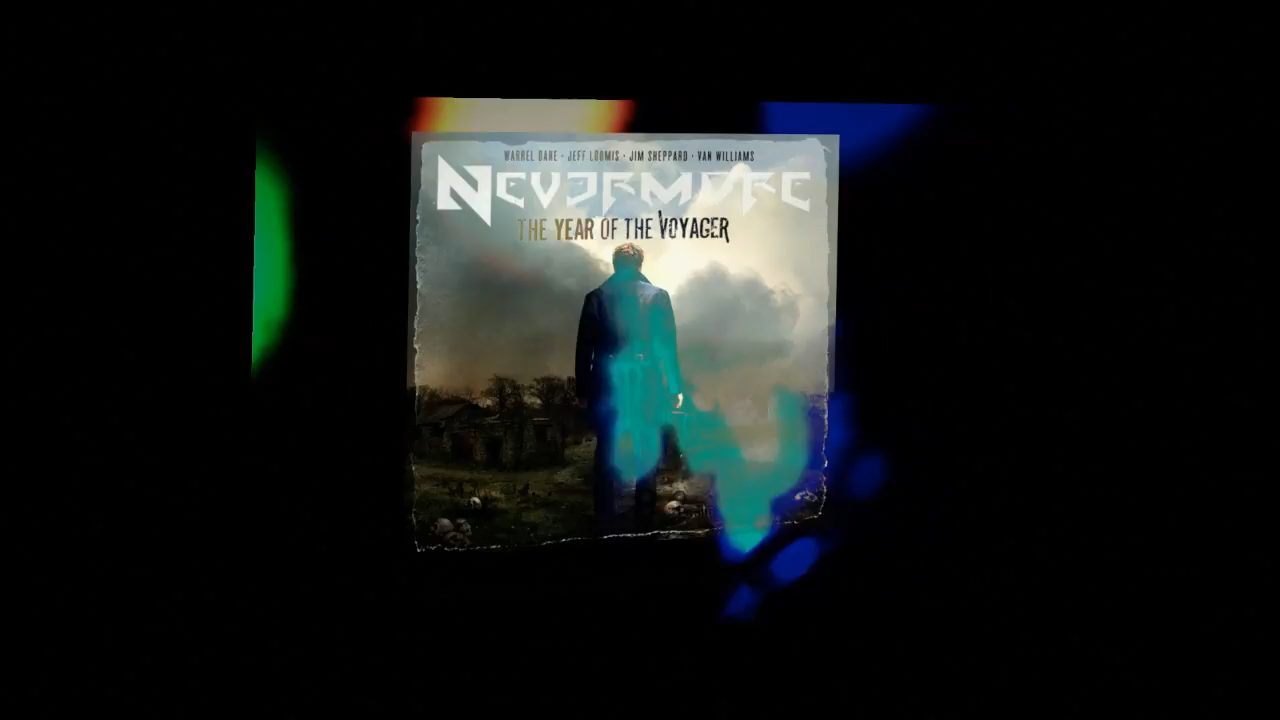 WARREL DANE · JEFF LOOMIS · JIM SHEPPARD · VAN WILLIAMS
NEVERMORE
THE YEAR OF THE VOYAGER